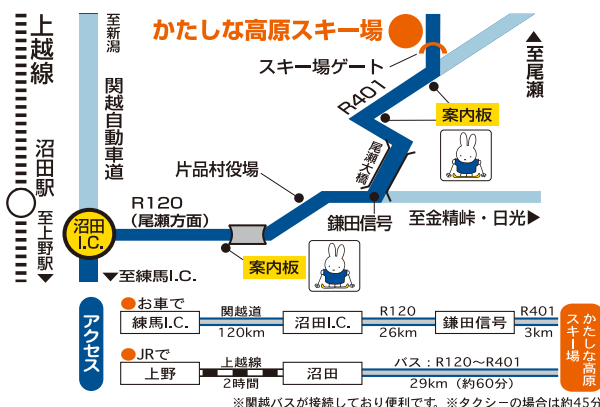 上越線
沼田駅
至上野駅
至新潟
関越自動車道
かたしな高原スキー場
スキー場ゲート
至尾瀬
R401
案内板
尾瀬大橋
片品村役場
R120
(尾瀬方面)
沼田
I.C.
鎌田信号
至金精峠・日光▶
案内板
▼至練馬I.C.
アクセス
●お車で
練馬I.C.
関越道
120km
沼田I.C.
R120
26km
鎌田信号
R401
3km
かたしな高原
スキー場
●JRで
上野
上越線
2時間
沼田
バス:R120〜R401
29km(約60分)
※関越バスが接続しており便利です。※タクシーの場合は約45分